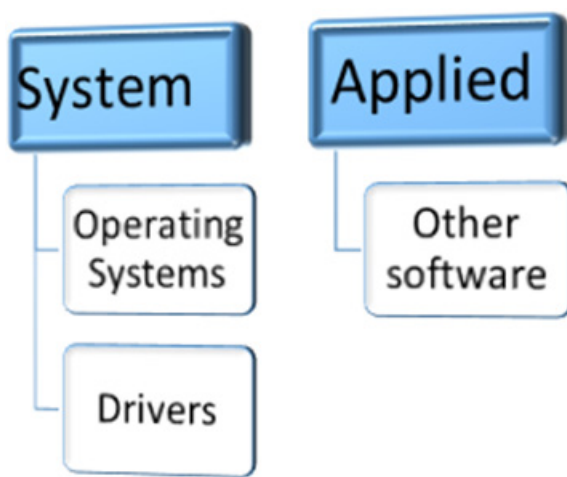 System
Operating
Systems
Drivers
Applied
Other
software